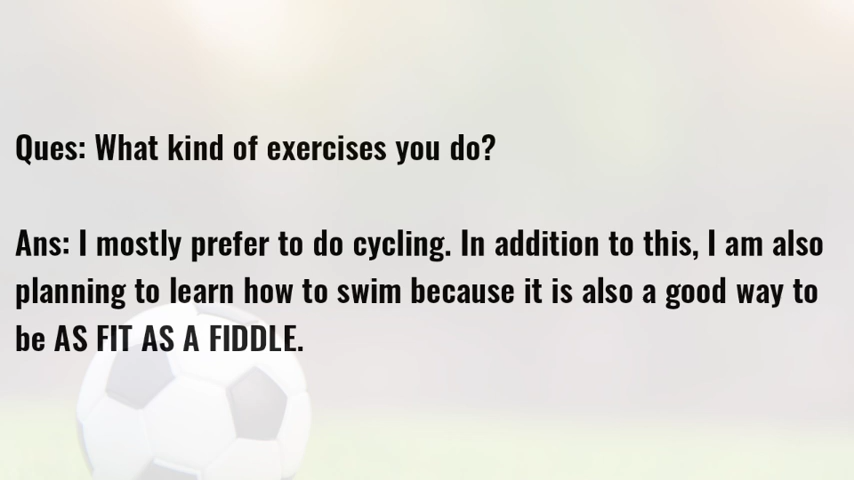 Ques: What kind of exercises you do?
Ans: I mostly prefer to do cycling. In addition to this, I am also
planning to learn how to swim because it is also a good way to
be AS FIT AS A FIDDLE.